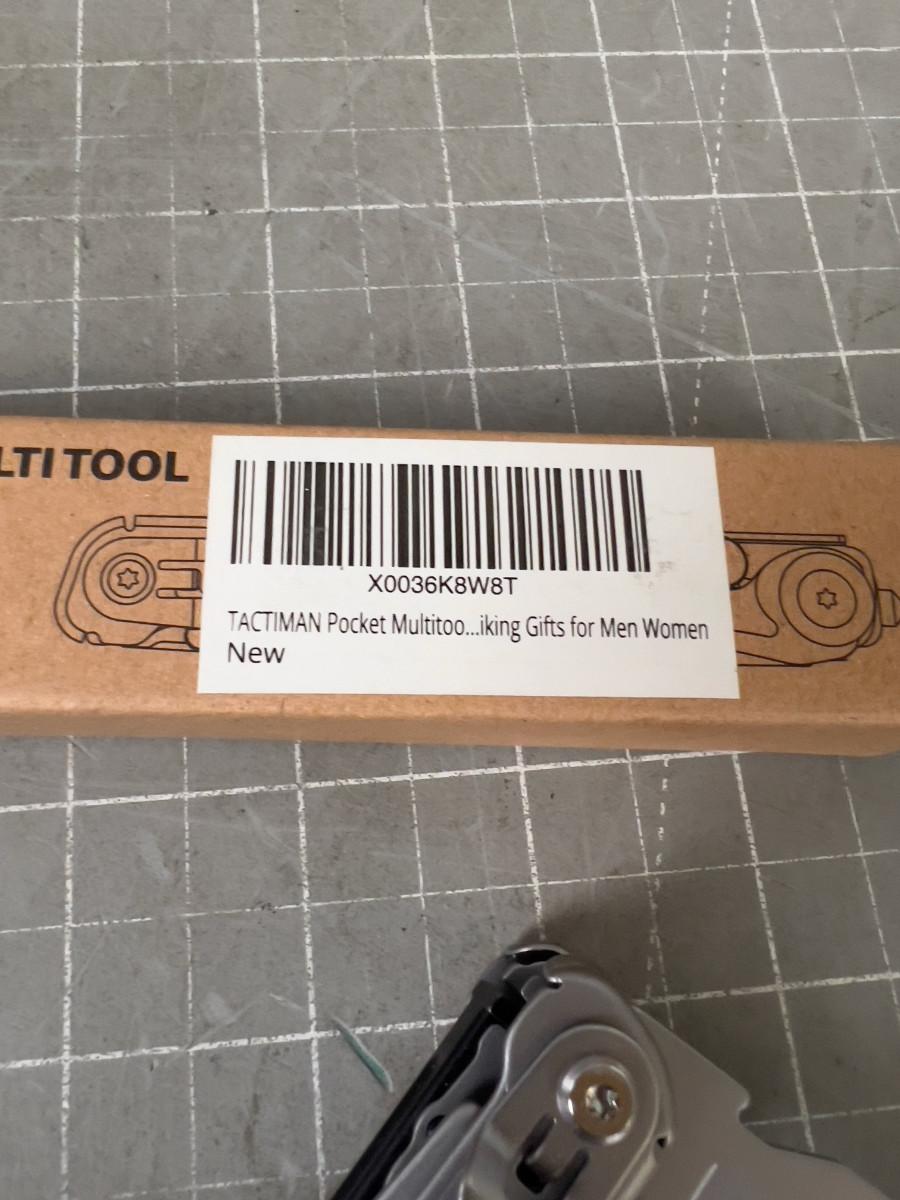 LTI TOOL
X0036K8W8T
TACTIMAN Pocket Multitoo...iking Gifts for Men Women
New